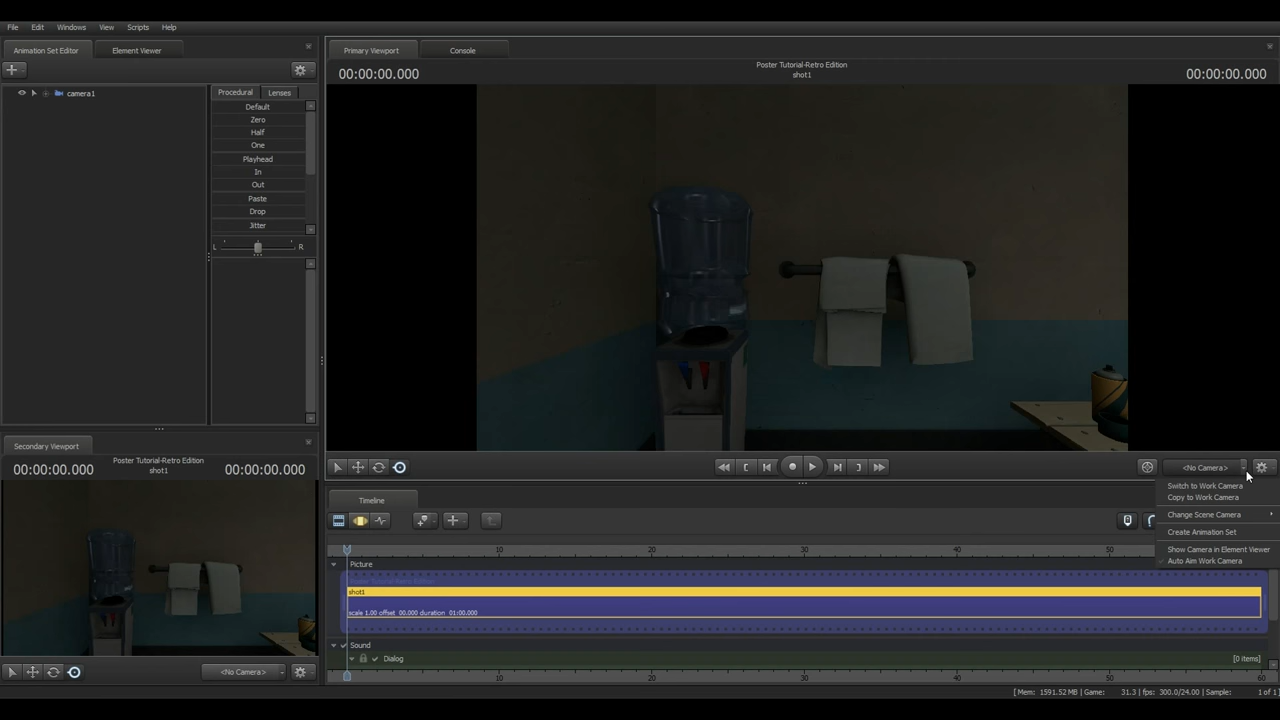 File Edit Windows View Scripts Help
Animation Set Editor Element Viewer
camera1
Procedural Lenses
Default
Zero
Half
One
Playhead
In
Out
Paste
Drop
Jitter
L R
Secondary Viewport
Poster Tutorial-Retro Edition
00:00:00.000 shot1 00:00:00.000
<No Camera>
Primary Viewport Console
Poster Tutorial-Retro Edition
00:00:00.000 shot1 00:00:00.000
<No Camera>
Switch to Work Camera
Copy to Work Camera
Change Scene Camera
Create Animation Set
Show Camera in Element Viewer
Auto Aim Work Camera
Timeline
10 20 30 40 50
Picture
Poster Tutorial-Retro Edition
shot1
scale 1.00 offset 00.000 duration 01:00.000
Sound
Dialog [0 items]
10 20 30 40 50 60
[ Mem: 1591.52 MB | Game: 31.3 | fps: 300.0/24.00 | Sample: 1 of 1 ]